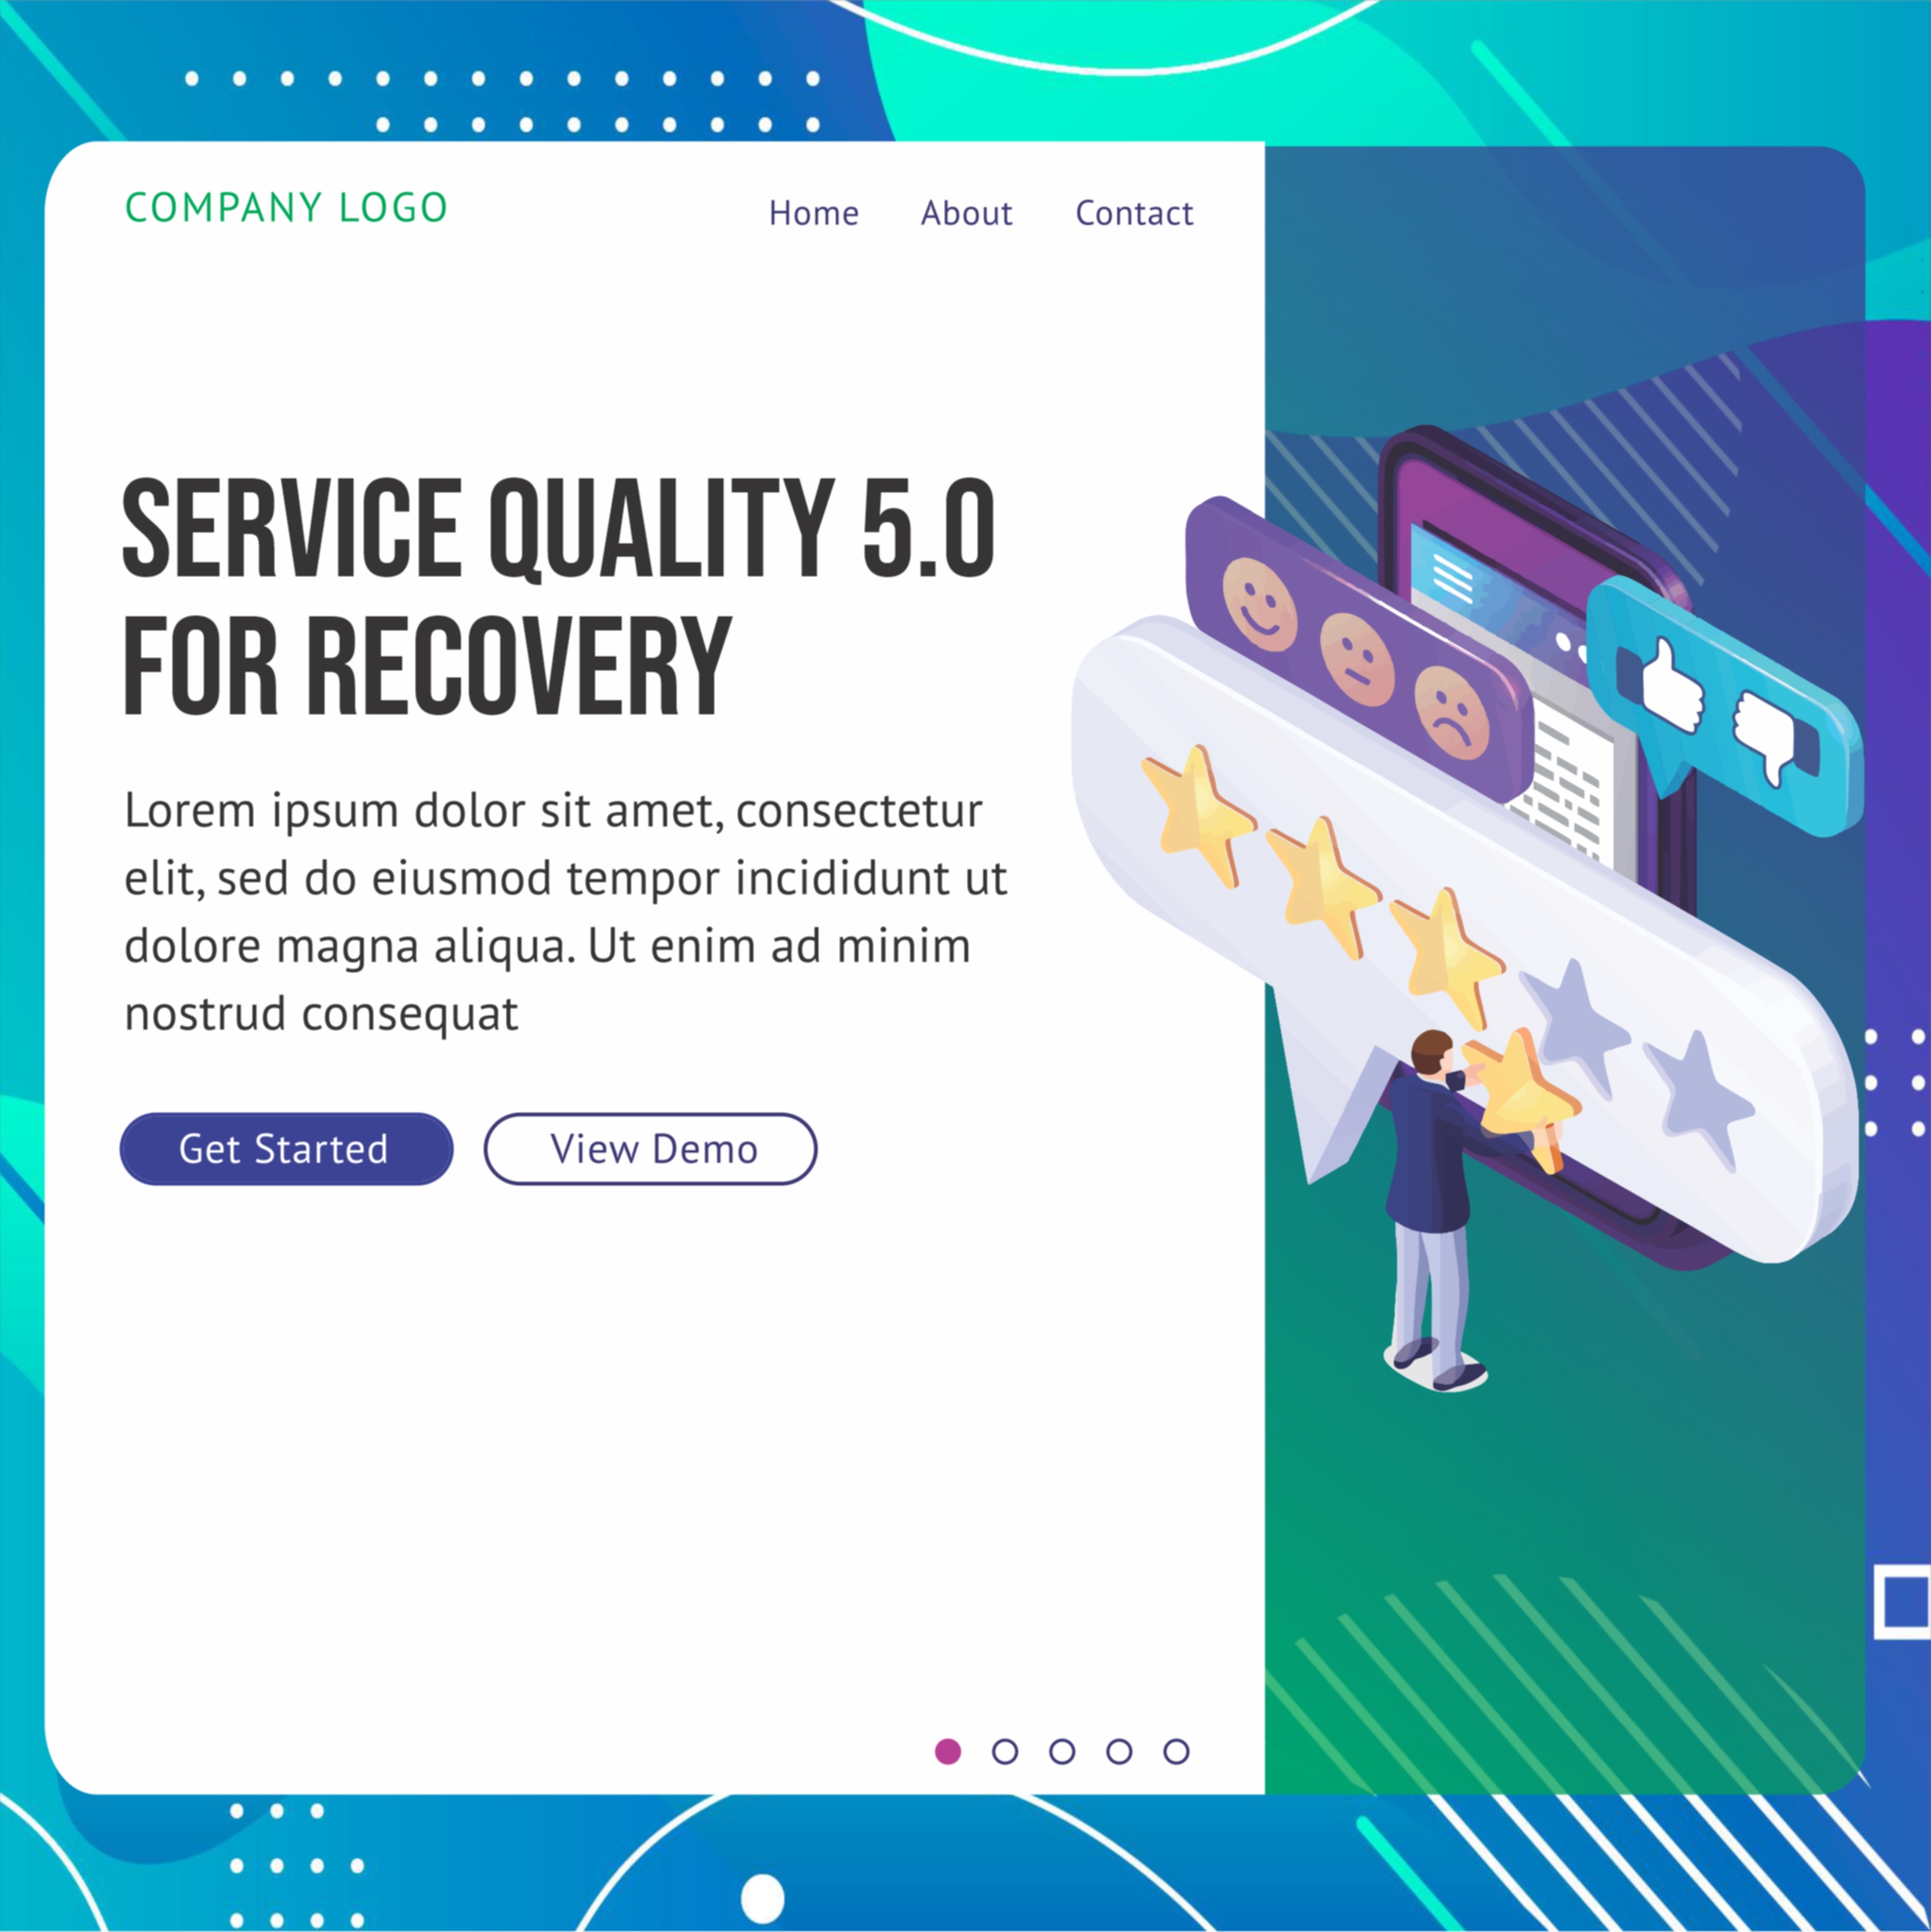 COMPANY LOGO
Home About Contact
SERVICE QUALITY 5.0
FOR RECOVERY
Lorem ipsum dolor sit amet, consectetur
elit, sed do eiusmod tempor incididunt ut
dolore magna aliqua. Ut enim ad minim
nostrud consequat
Get Started View Demo